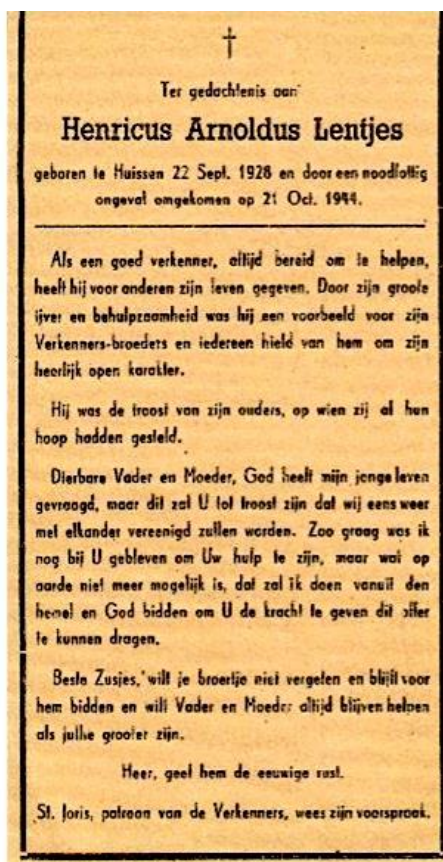 Ter gedachtenis aan
Henricus Arnoldus Lentjes
geboren te Huissen 22 Sept. 1928 en door een noodlottig
ongeval omgekomen op 21 Oct. 1944.
Als een goed verkenner, altijd bereid om te helpen,
heeft hij voor anderen zijn leven gegeven. Door zijn groote
ijver en behulpzaamheid was hij een voorbeeld voor zijn
Verkenners-broeders en iedereen hield van hem om zijn
heerlijk open karakter.
Hij was de troost van zijn ouders, op wien zij al hun
hoop hadden gesteld.
Dierbare Vader en Moeder, God heeft mijn jonge leven
gevraagd, maar dit zal U tot troost zijn dat wij eens weer
met elkander vereenigd zullen worden. Zoo graag was ik
nog bij U gebleven om Uw hulp te zijn, maar wat op
aarde niet meer mogelijk is, dat zal ik doen vanuit den
hemel en God bidden om U de kracht te geven dit offer
te kunnen dragen.
Beste Zusjes, wilt je broertje niet vergeten en blijft voor
hem bidden en wilt Vader en Moeder altijd blijven helpen
als jullie grooter zijn.
Heer, geef hem de eeuwige rust.
St. Joris, patroon van de Verkenners, wees zijn voorspraak.